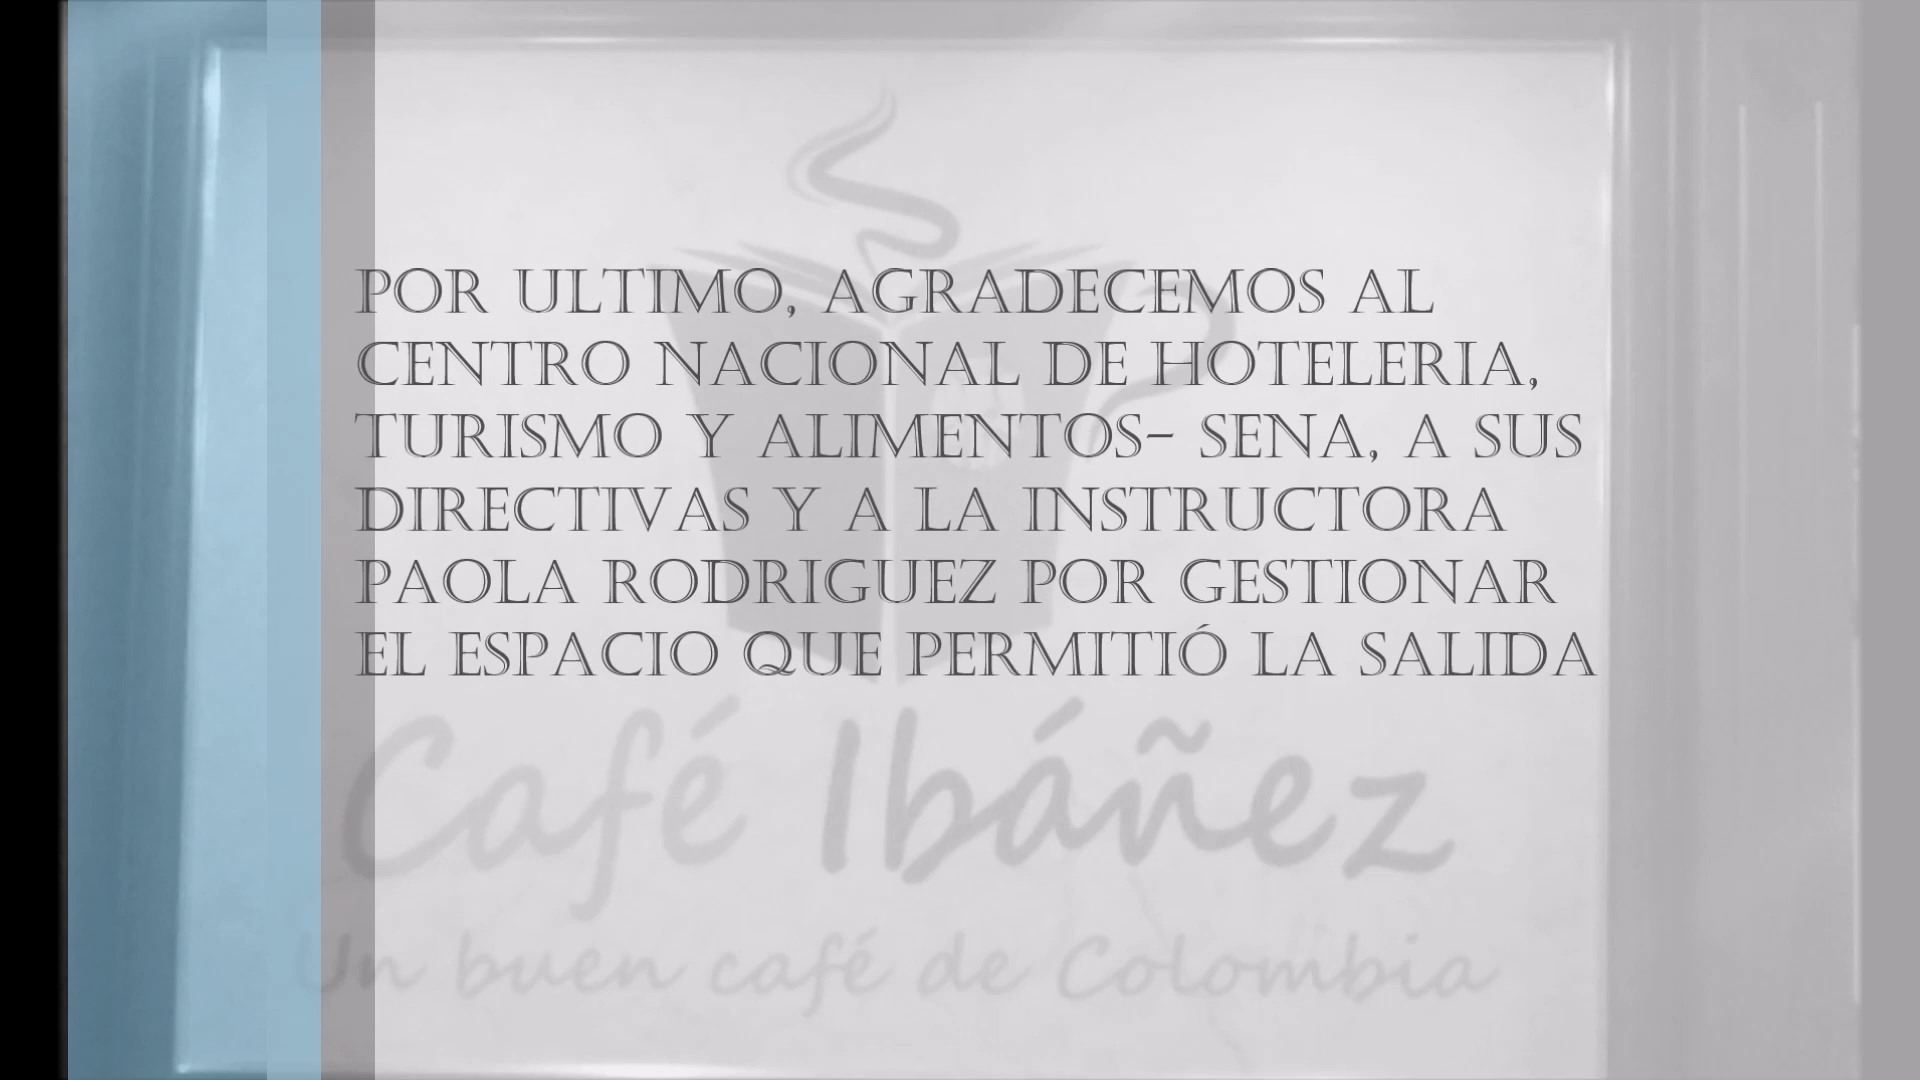 POR ULTIMO, AGRADECEMOS AL
CENTRO NACIONAL DE HOTELERIA,
TURISMO Y ALIMENTOS- SENA, A SUS
DIRECTIVAS Y A LA INSTRUCTORA
PAOLA RODRIGUEZ POR GESTIONAR
EL ESPACIO QUE PERMITIÓ LA SALIDA
Café Ibáñez
Un buen café de Colombia